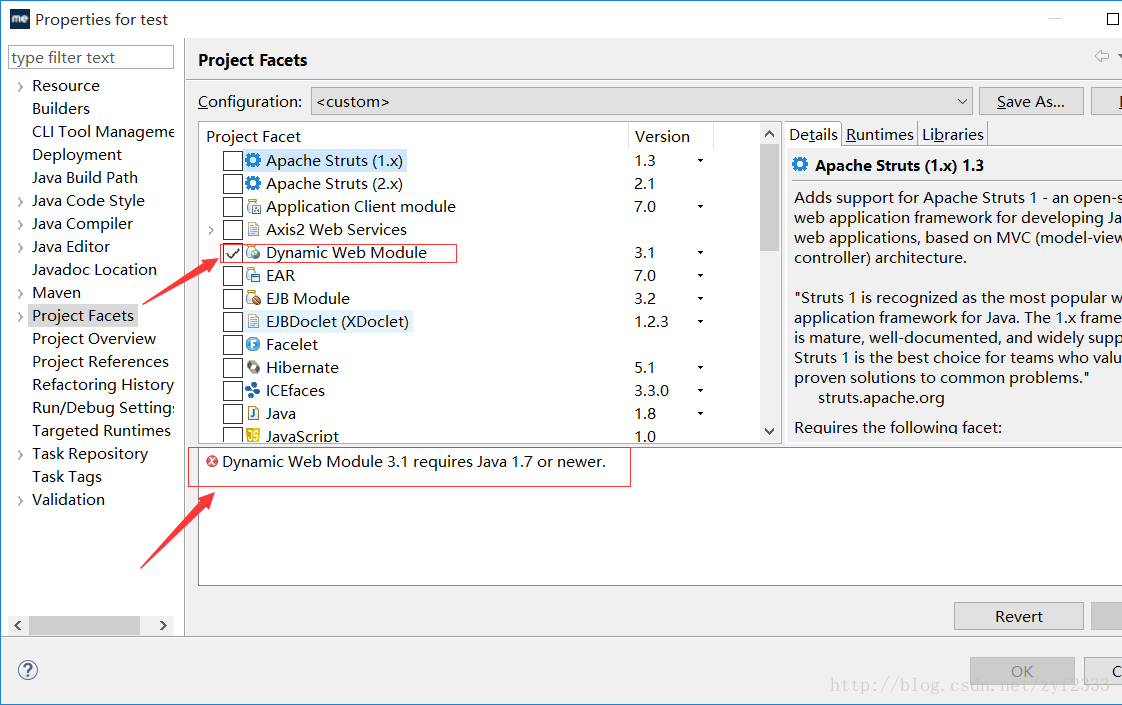 me Properties for test
type filter text
Resource
Builders
CLI Tool Manageme
Deployment
Java Build Path
Java Code Style
Java Compiler
Java Editor
Javadoc Location
Maven
Project Facets
Project Overview
Project References
Refactoring History
Run/Debug Settings
Targeted Runtimes
Task Repository
Task Tags
Validation
Project Facets
Configuration: <custom> Save As...
Project Facet Version
Apache Struts (1.x) 1.3
Apache Struts (2.x) 2.1
Application Client module 7.0
Axis2 Web Services
Dynamic Web Module 3.1
EAR 7.0
EJB Module 3.2
EJBDoclet (XDoclet) 1.2.3
Facelet
Hibernate 5.1
ICEfaces 3.3.0
Java 1.8
JavaScript 1.0
Details Runtimes Libraries
Apache Struts (1.x) 1.3
Adds support for Apache Struts 1 - an open-s
web application framework for developing Ja
web applications, based on MVC (model-view
controller) architecture.
"Struts 1 is recognized as the most popular w
application framework for Java. The 1.x frame
is mature, well-documented, and widely supp
Struts 1 is the best choice for teams who valu
proven solutions to common problems."
struts.apache.org
Requires the following facet:
Dynamic Web Module 3.1 requires Java 1.7 or newer.
Revert
OK C
http://blog.csdn.net/zyf2333